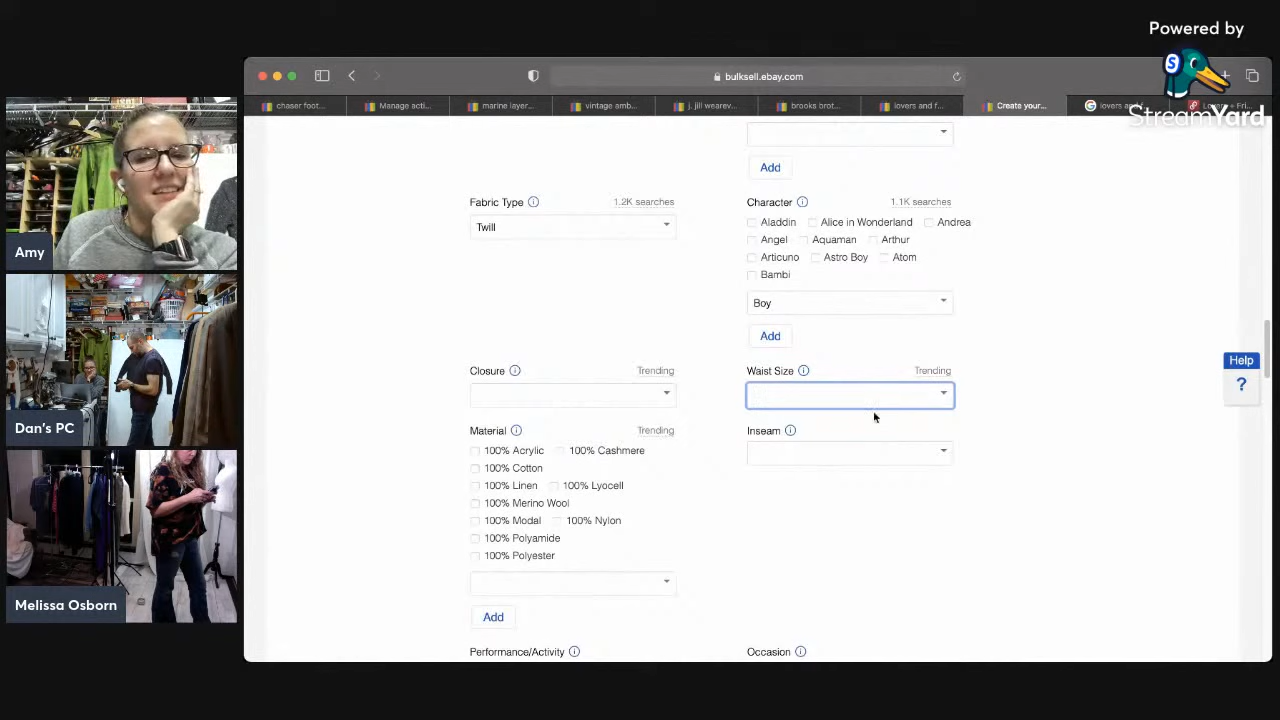 Powered by
StreamYard
bulksell.ebay.com
chaser foot...
Manage acti...
marine layer...
vintage amb...
j. jill wearev...
brooks brot...
lovers and f...
Create your...
Amy
Dan's PC
Melissa Osborn
Add
Fabric Type
1.2K searches
Twill
Character
1.1K searches
Aladdin Alice in Wonderland Andrea
Angel Aquaman Arthur
Articuno Astro Boy Atom
Bambi
Boy
Add
Closure
Trending
Waist Size
Trending
Material
Trending
Inseam
100% Acrylic 100% Cashmere
100% Cotton
100% Linen 100% Lyocell
100% Merino Wool
100% Modal 100% Nylon
100% Polyamide
100% Polyester
Add
Performance/Activity
Occasion
Help
?